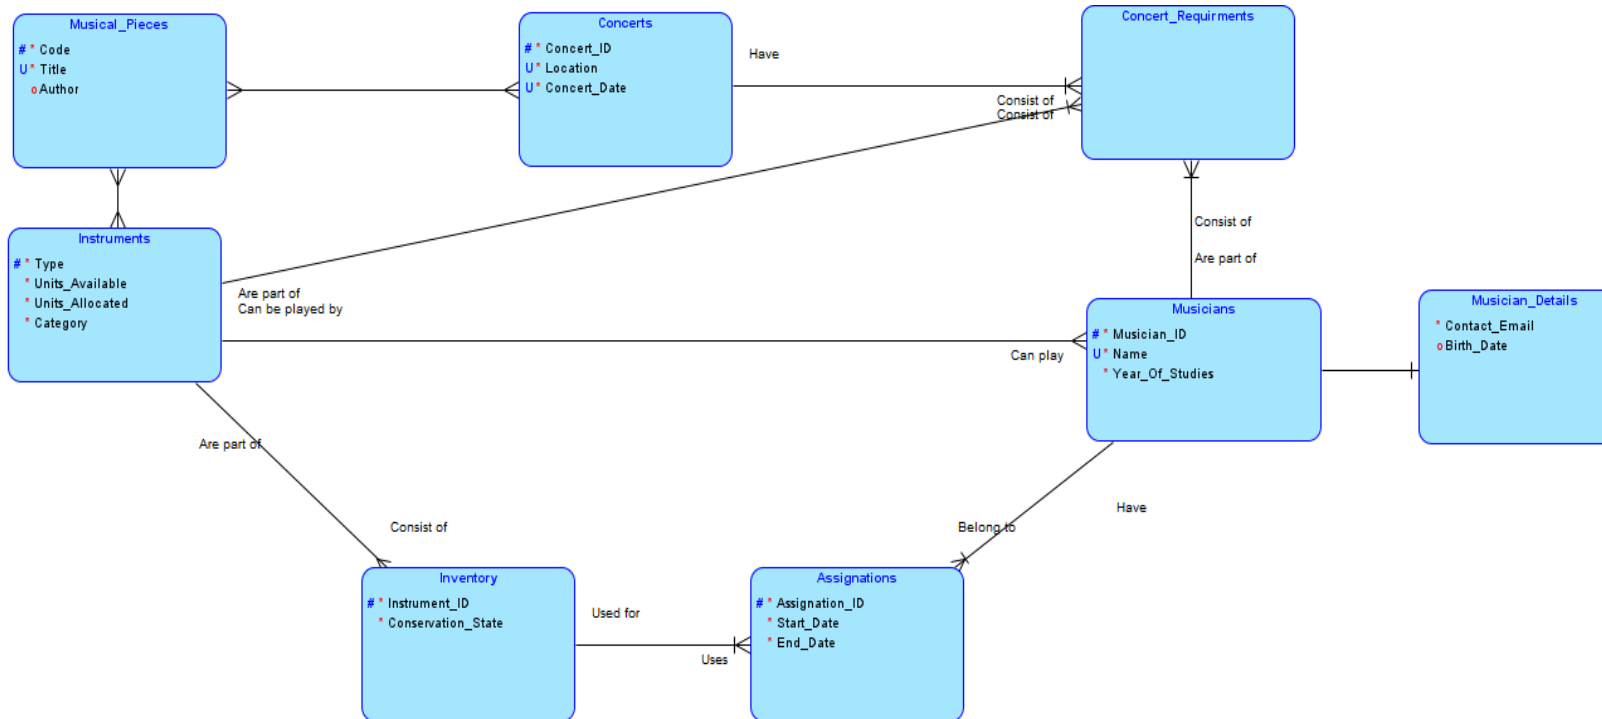 Musical_Pieces
# * Code
U * Title
o Author
Concerts
# * Concert_ID
U * Location
U * Concert_Date
Have
Concert_Requirments
Consist of
Consist of
Instruments
# * Type
* Units_Available
* Units_Allocated
* Category
Are part of
Can be played by
Consist of
Are part of
Can play
Musicians
# * Musician_ID
U * Name
* Year_Of_Studies
Musician_Details
* Contact_Email
o Birth_Date
Are part of
Consist of
Belong to
Have
Inventory
# * Instrument_ID
* Conservation_State
Used for
Uses
Assignations
# * Assignation_ID
* Start_Date
* End_Date